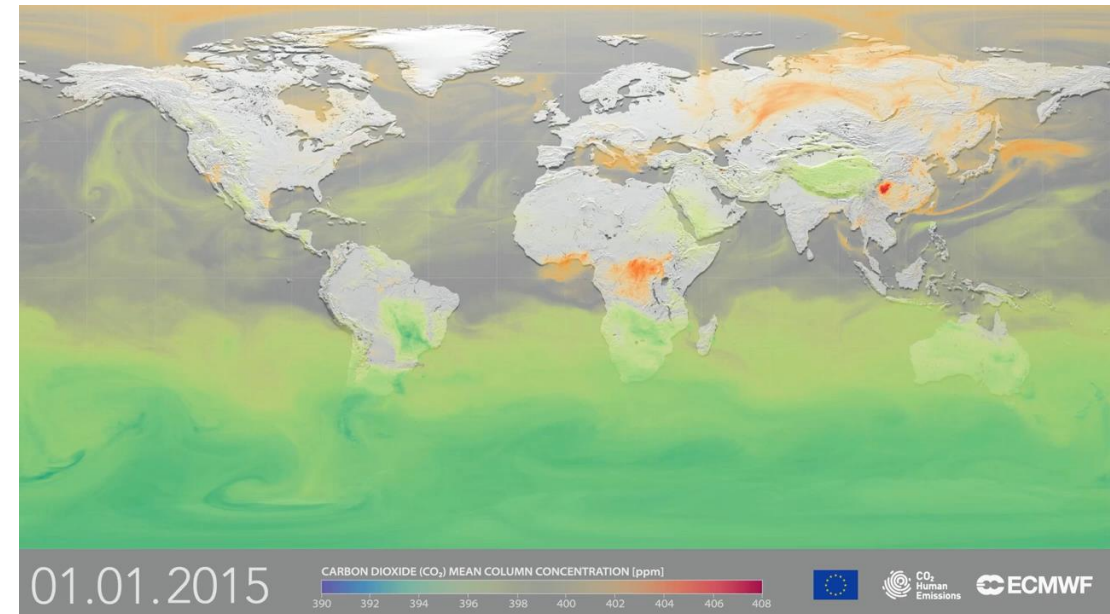 01.01.2015
CARBON DIOXIDE (CO₂) MEAN COLUMN CONCENTRATION [ppm]
390 392 394 396 398 400 402 404 406 408
CO₂
Human
Emissions
ECMWF